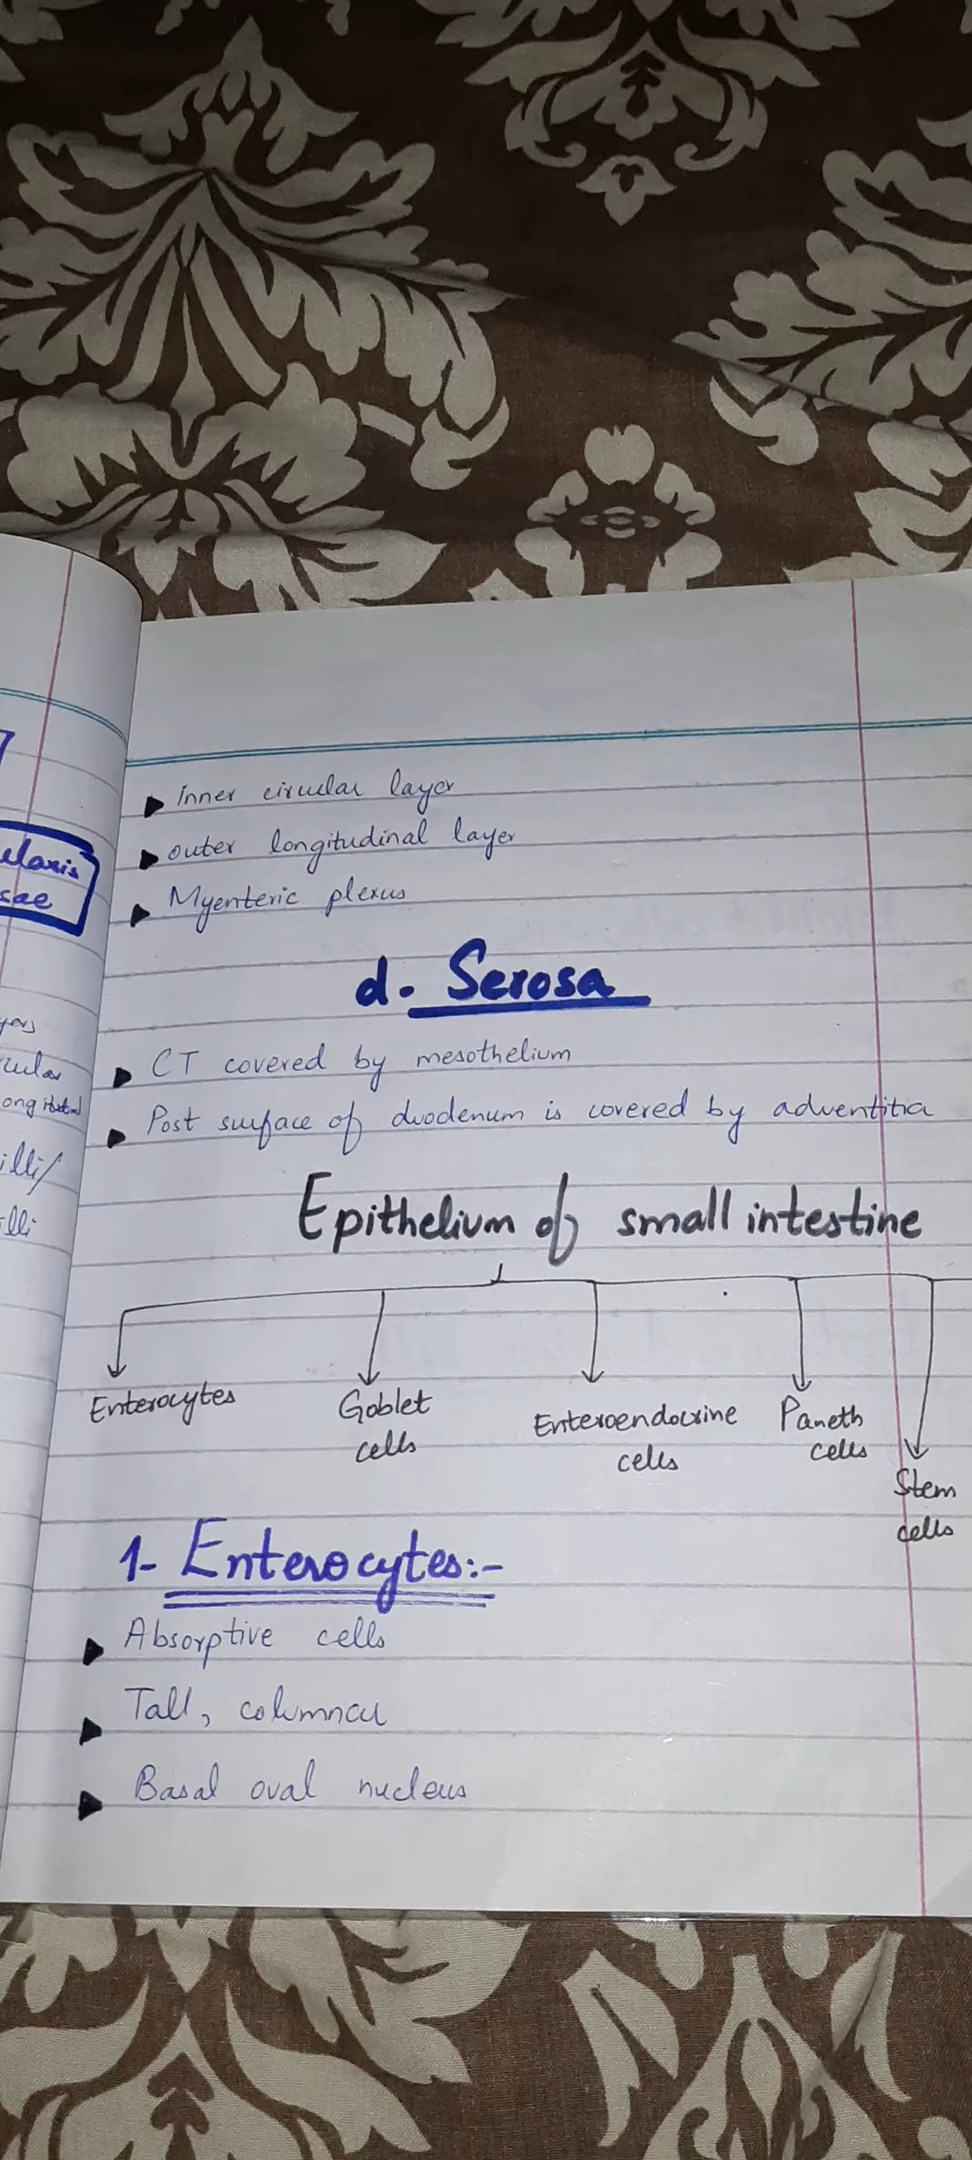 inner circular layer
outer longitudinal layer
Myenteric plexus
d. Serosa
CT covered by mesothelium
Post surface of duodenum is covered by adventitia
Epithelium of small intestine
Enterocytes
Goblet cells
Enteroendocrine cells
Paneth cells
Stem cells
1- Enterocytes:-
Absorptive cells
Tall, columnar
Basal oval nucleus